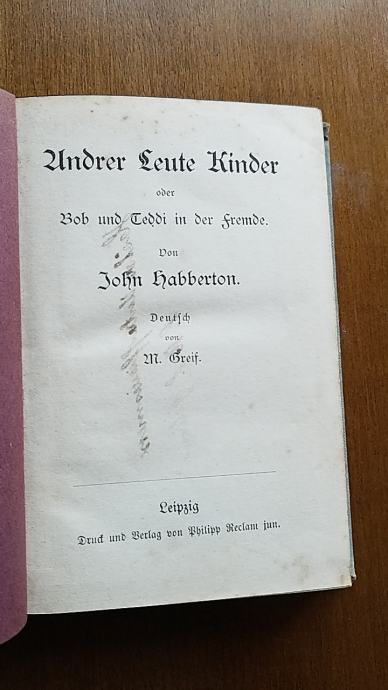 Andrer Leute Kinder
oder
Bob und Teddi in der Fremde.
Von
John Habberton.
Deutsch
von
M. Greif.
Leipzig
Druck und Verlag von Philipp Reclam jun.